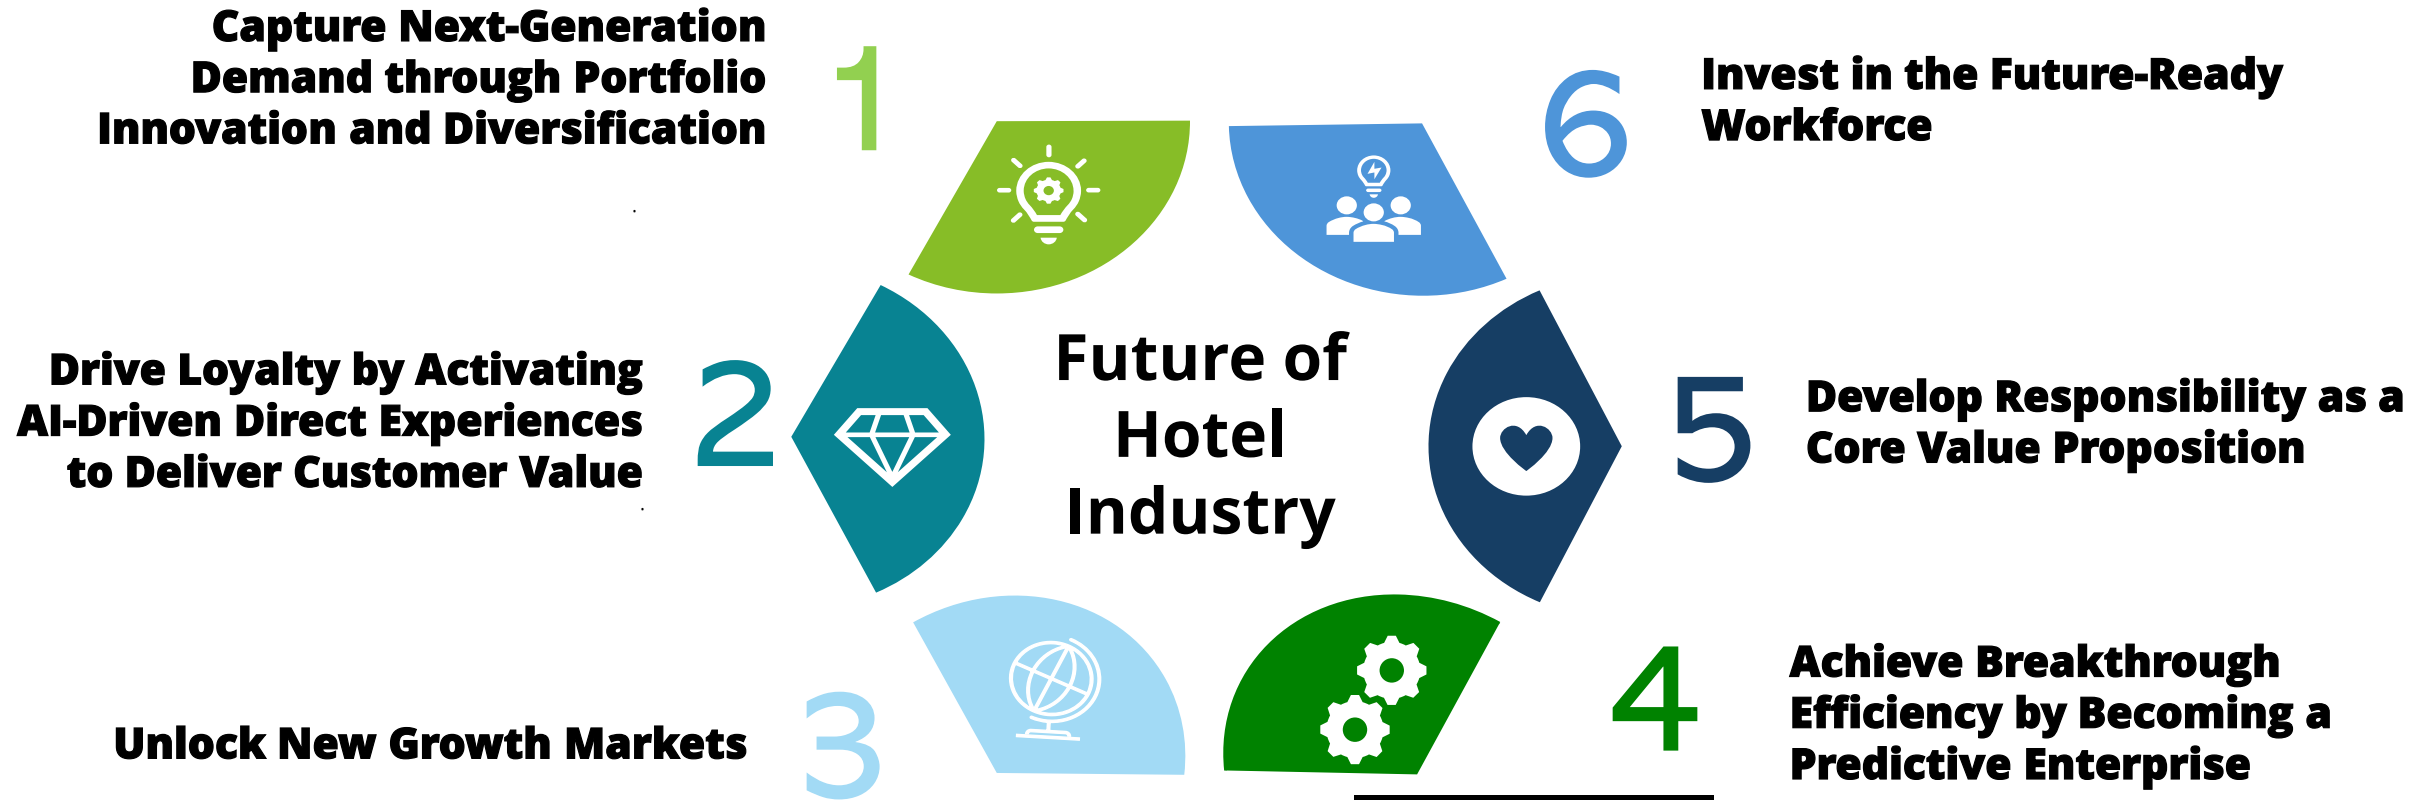 Capture Next-Generation
Demand through Portfolio
Innovation and Diversification
1
Drive Loyalty by Activating
AI-Driven Direct Experiences
to Deliver Customer Value
2
Unlock New Growth Markets
3
Future of
Hotel
Industry
4
Achieve Breakthrough
Efficiency by Becoming a
Predictive Enterprise
5
Develop Responsibility as a
Core Value Proposition
6
Invest in the Future-Ready
Workforce